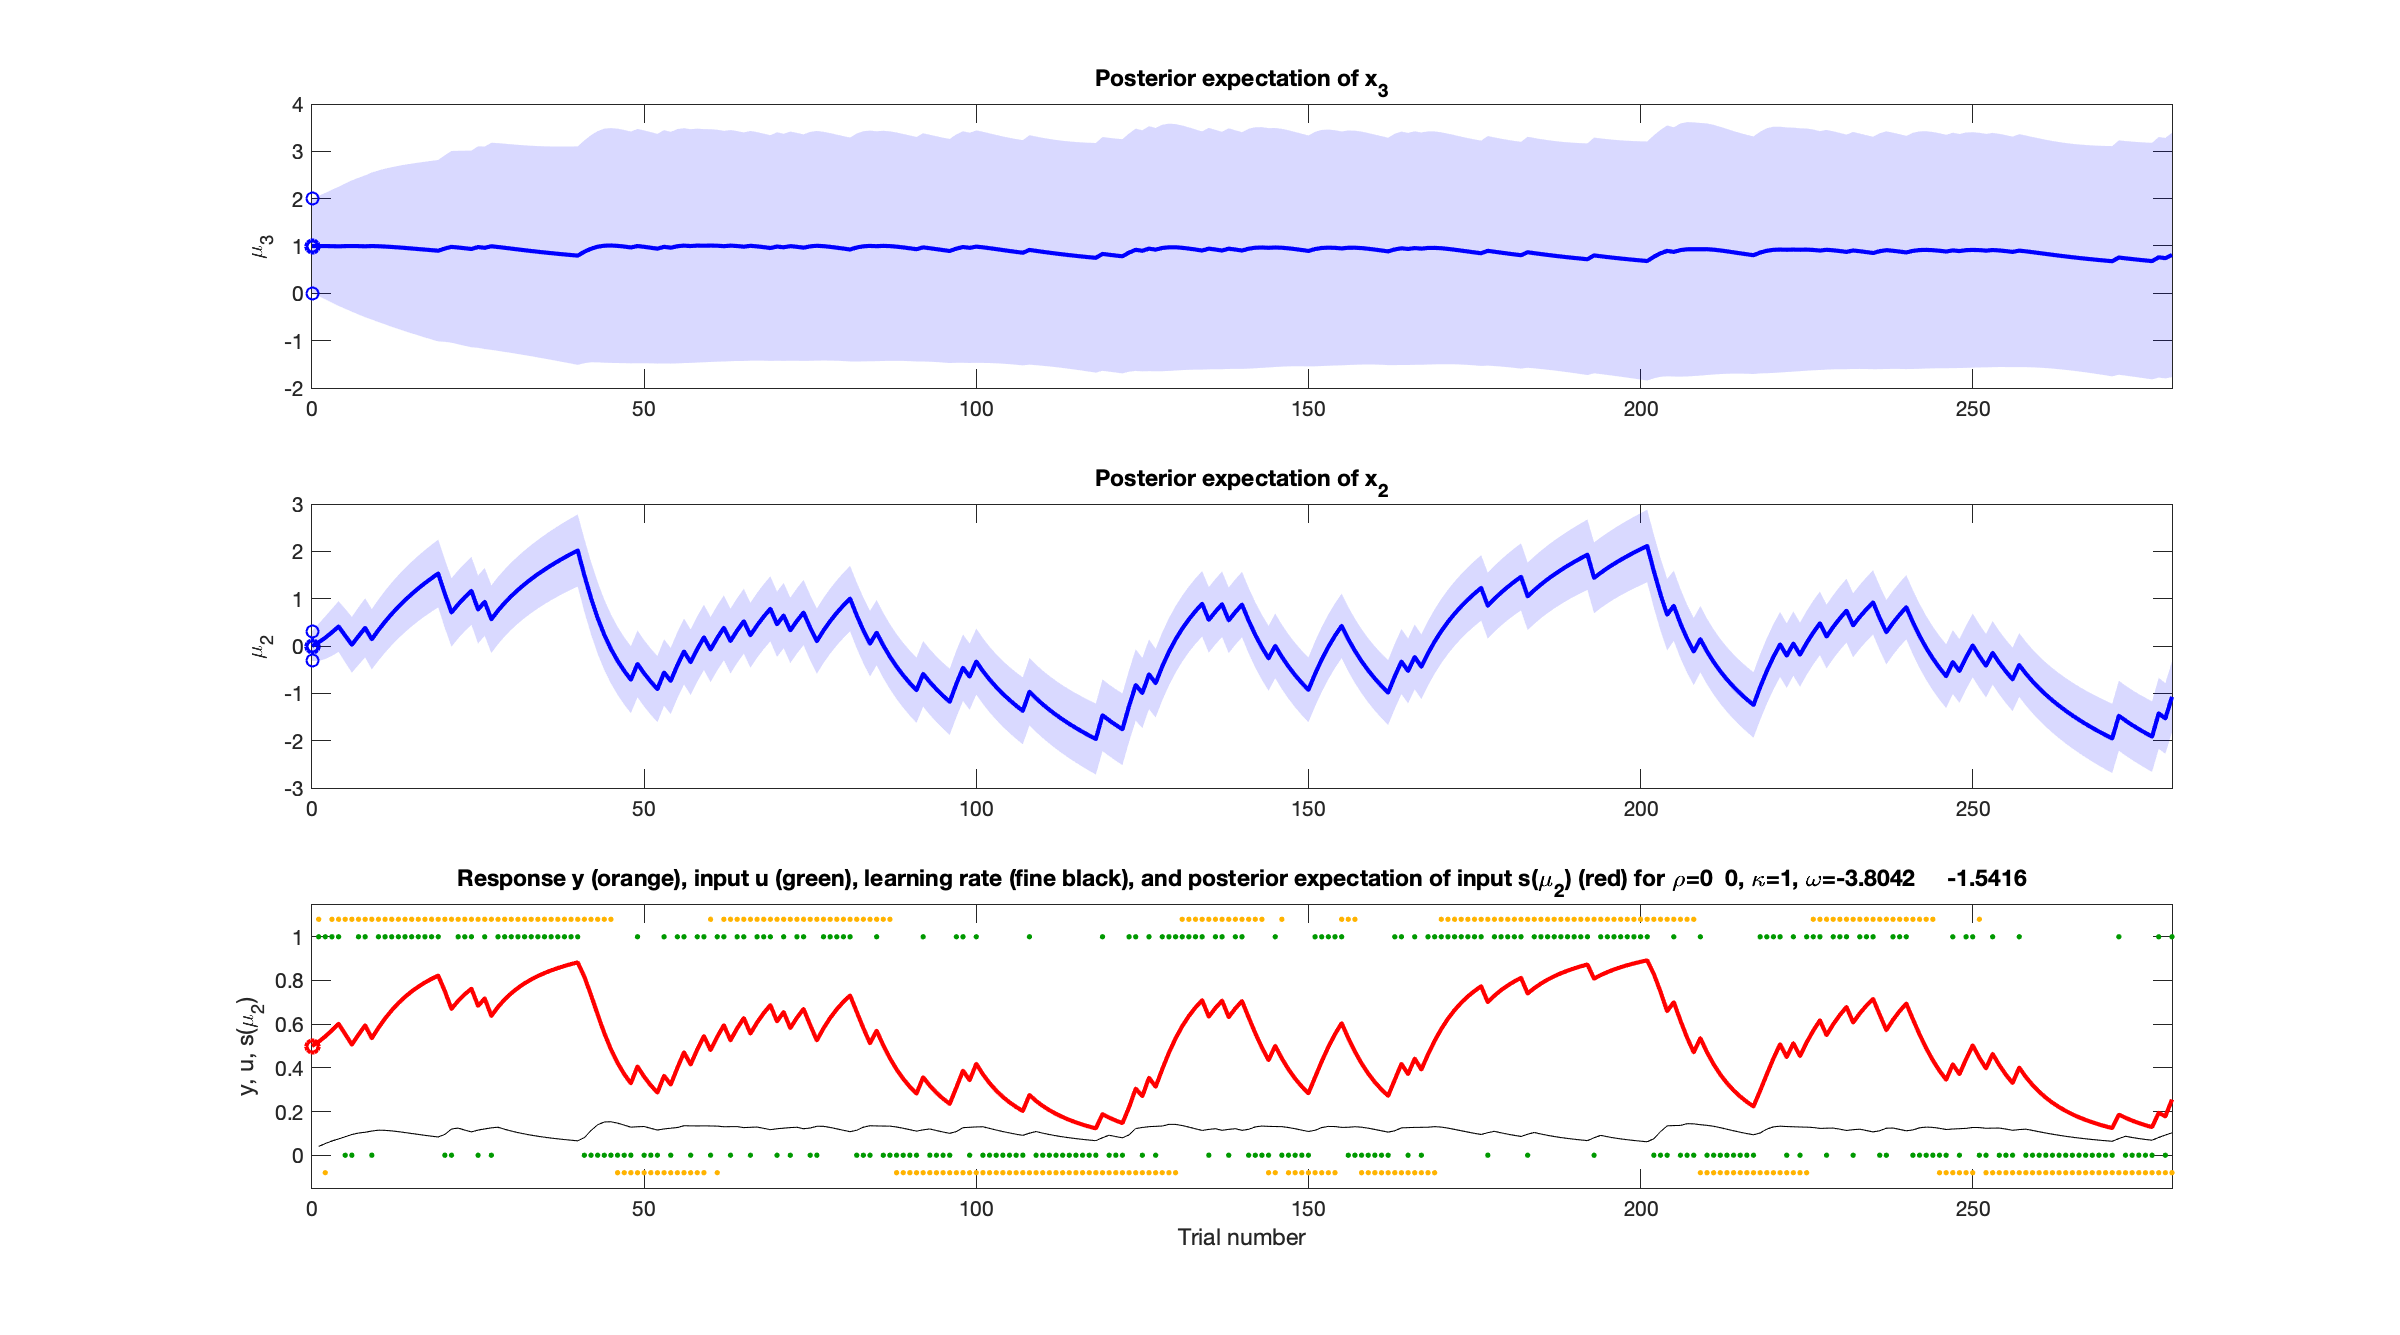 Posterior expectation of x3
4
3
2
1
0
-1
-2
μ3
0 50 100 150 200 250
Posterior expectation of x2
3
2
1
0
-1
-2
-3
μ2
0 50 100 150 200 250
Response y (orange), input u (green), learning rate (fine black), and posterior expectation of input s(μ2) (red) for ρ=0 0, κ=1, ω=-3.8042 -1.5416
1
0.8
0.6
0.4
0.2
0
y, u, s(μ2)
0 50 100 150 200 250
Trial number